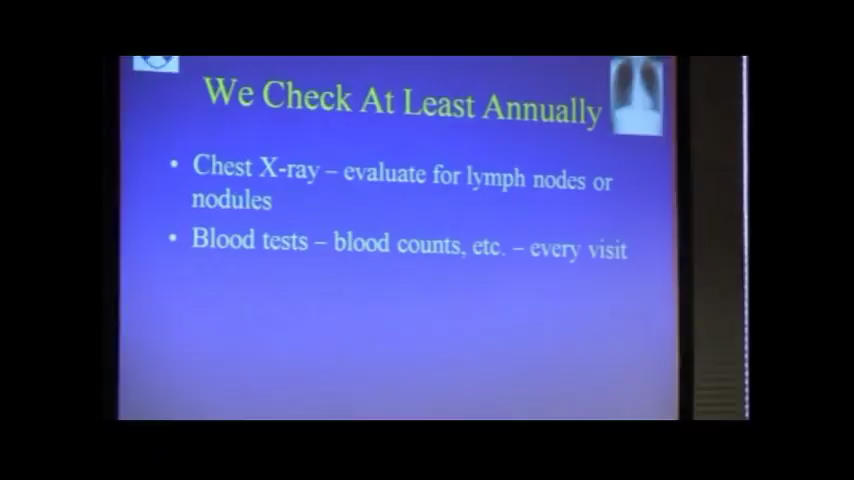 We Check At Least Annually
• Chest X-ray – evaluate for lymph nodes or
nodules
• Blood tests – blood counts, etc. – every visit